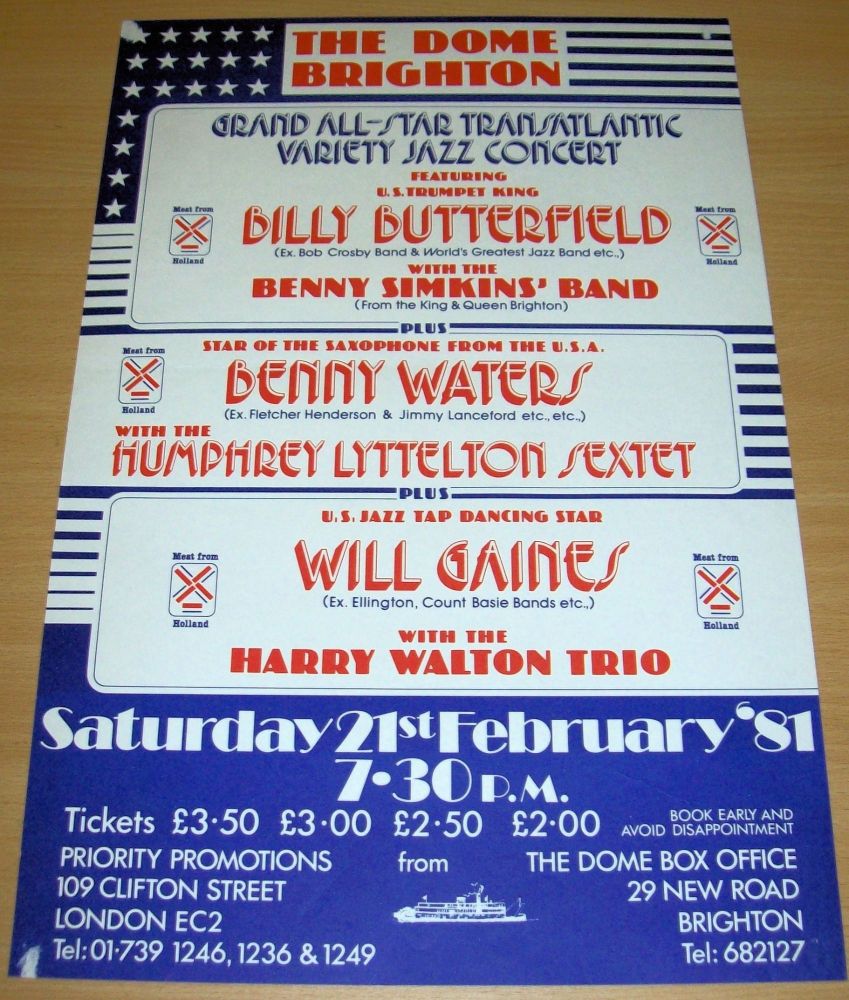 THE DOME
BRIGHTON
GRAND ALL-STAR TRANSATLANTIC
VARIETY JAZZ CONCERT
FEATURING
U.S. TRUMPET KING
Meat from
Holland
BILLY BUTTERFIELD
Meat from
Holland
(Ex. Bob Crosby Band & World's Greatest Jazz Band etc.,)
WITH THE
BENNY SIMKINS' BAND
(From the King & Queen Brighton)
PLUS
STAR OF THE SAXOPHONE FROM THE U.S.A.
Meat from
Holland
BENNY WATERS
(Ex. Fletcher Henderson & Jimmy Lanceford etc., etc.,)
WITH THE
HUMPHREY LYTTELTON SEXTET
PLUS
U.S. JAZZ TAP DANCING STAR
Meat from
Holland
WILL GAINES
Meat from
Holland
(Ex. Ellington, Count Basie Bands etc.,)
WITH THE
HARRY WALTON TRIO
Saturday 21st February '81
7·30 P.M.
Tickets £3·50 £3·00 £2·50 £2·00
BOOK EARLY AND
AVOID DISAPPOINTMENT
PRIORITY PROMOTIONS
109 CLIFTON STREET
LONDON EC2
Tel: 01·739 1246, 1236 & 1249
from
THE DOME BOX OFFICE
29 NEW ROAD
BRIGHTON
Tel: 682127